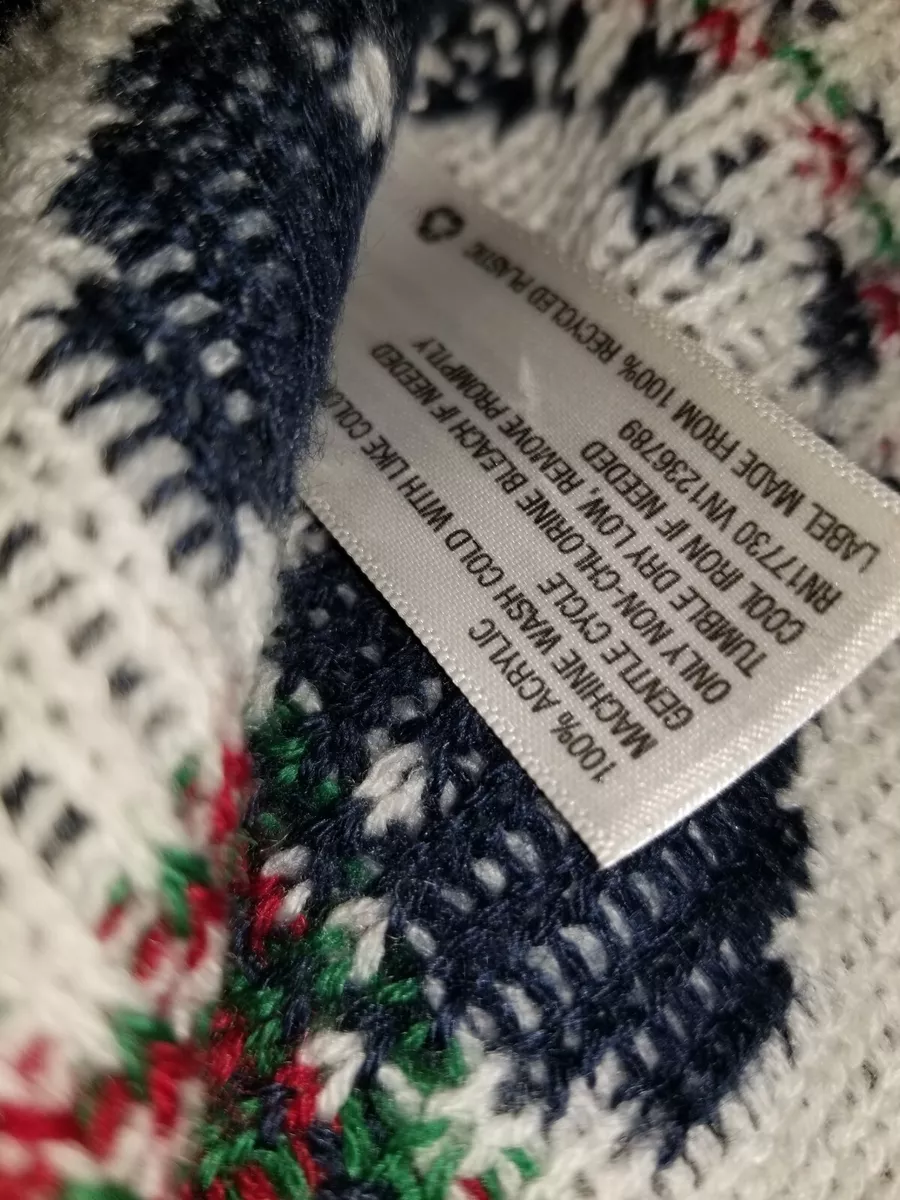 100% ACRYLIC
MACHINE WASH COLD WITH LIKE COLO
GENTLE CYCLE
ONLY NON-CHLORINE BLEACH IF NEEDED
TUMBLE DRY LOW, REMOVE PROMPTLY
COOL IRON IF NEEDED
RN17730 VN1236789
LABEL MADE FROM 100% RECYCLED PLASTIC